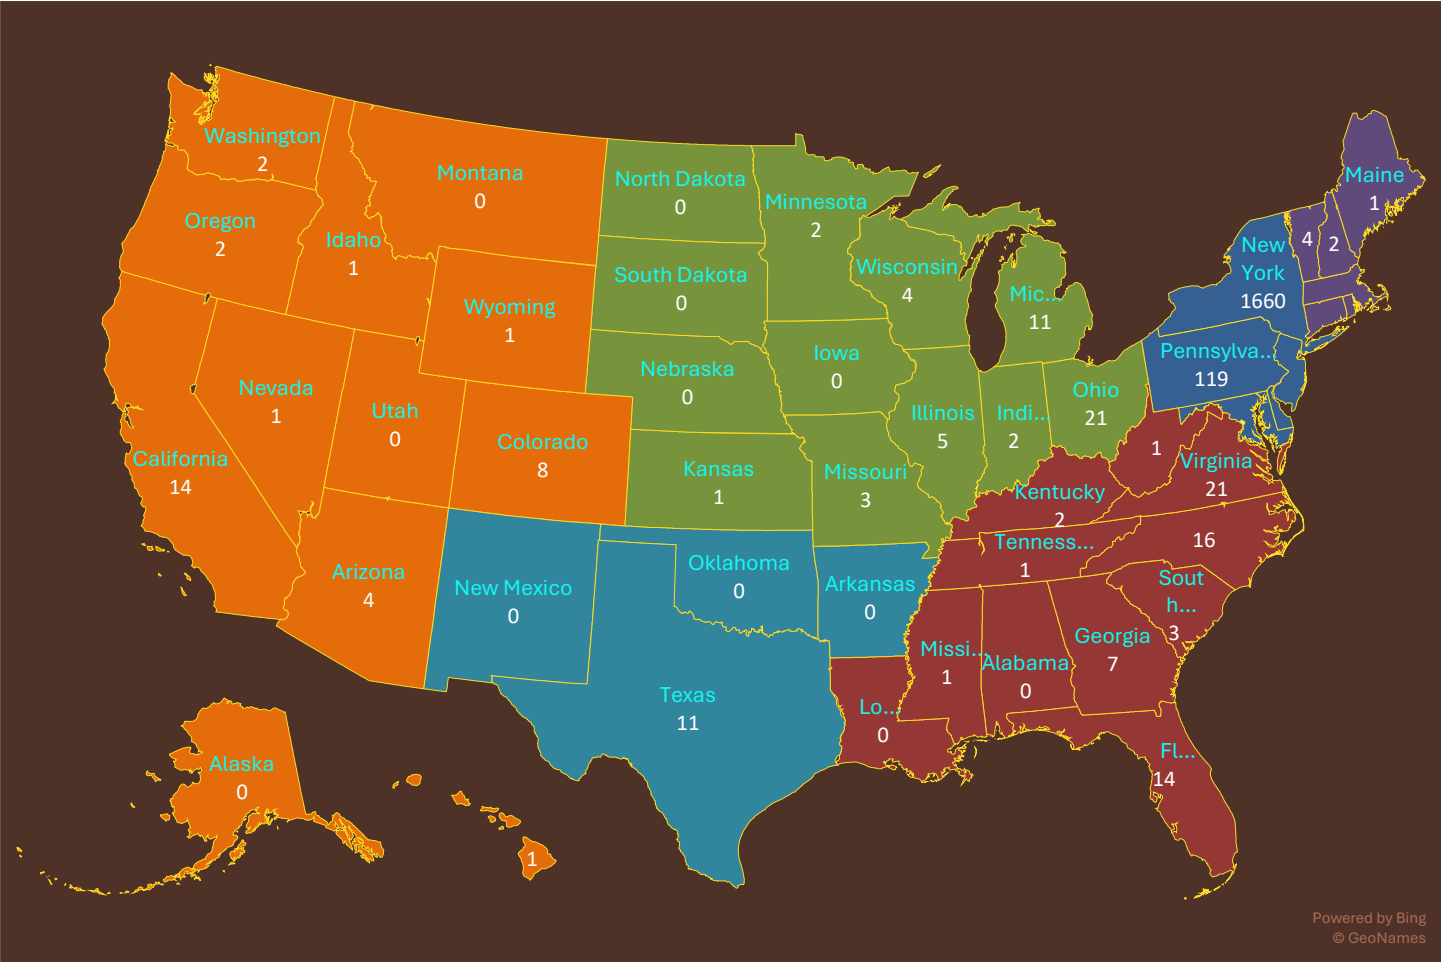 Washington
2
Montana
0
North Dakota
0
Minnesota
2
Maine
1
Oregon
2
Idaho
1
Wisconsin
4
4
2
New
York
1660
South Dakota
0
Mic...
11
Wyoming
1
Nebraska
0
Iowa
0
Pennsylva...
119
Nevada
1
Utah
0
Colorado
8
Illinois
5
Indi...
2
Ohio
21
California
14
Kansas
1
Missouri
3
1
Virginia
21
Kentucky
2
Tenness...
1
16
Arizona
4
New Mexico
0
Oklahoma
0
Arkansas
0
Sout
h...
3
Texas
11
Missi...
1
Alabama
0
Georgia
7
Lo...
0
Fl...
14
Alaska
0
1
Powered by Bing
© GeoNames